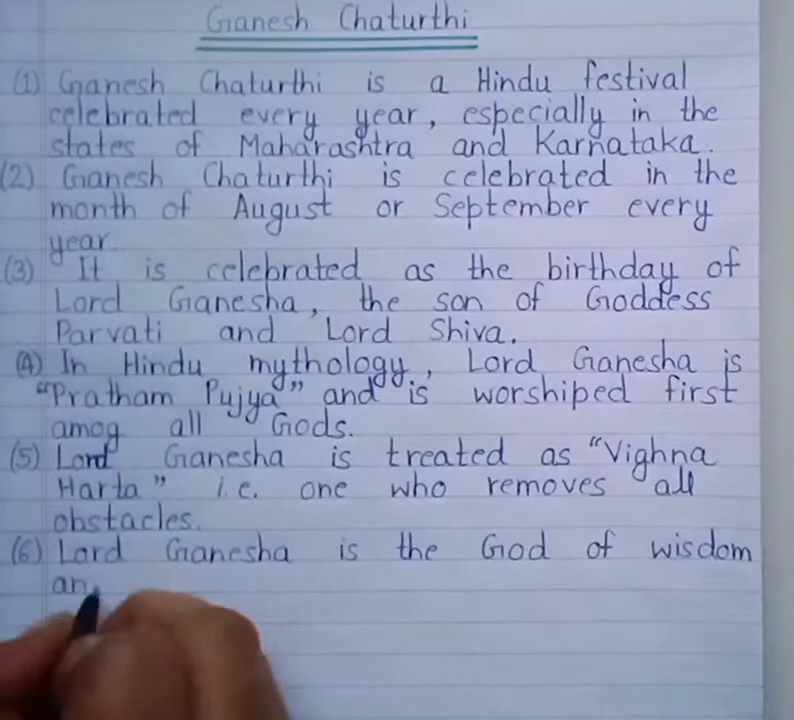 Ganesh Chaturthi
(1) Ganesh Chaturthi is a Hindu festival
celebrated every year, especially in the
states of Maharashtra and Karnataka.
(2) Ganesh Chaturthi is celebrated in the
month of August or September every
year.
(3) It is celebrated as the birthday of
Lord Ganesha, the son of Goddess
Parvati and Lord Shiva.
(4) In Hindu mythology, Lord Ganesha is
"Pratham Pujya" and is worshiped first
amog all Gods.
(5) Lord Ganesha is treated as "Vighna
Harta" i.e. one who removes all
obstacles.
(6) Lord Ganesha is the God of wisdom
an